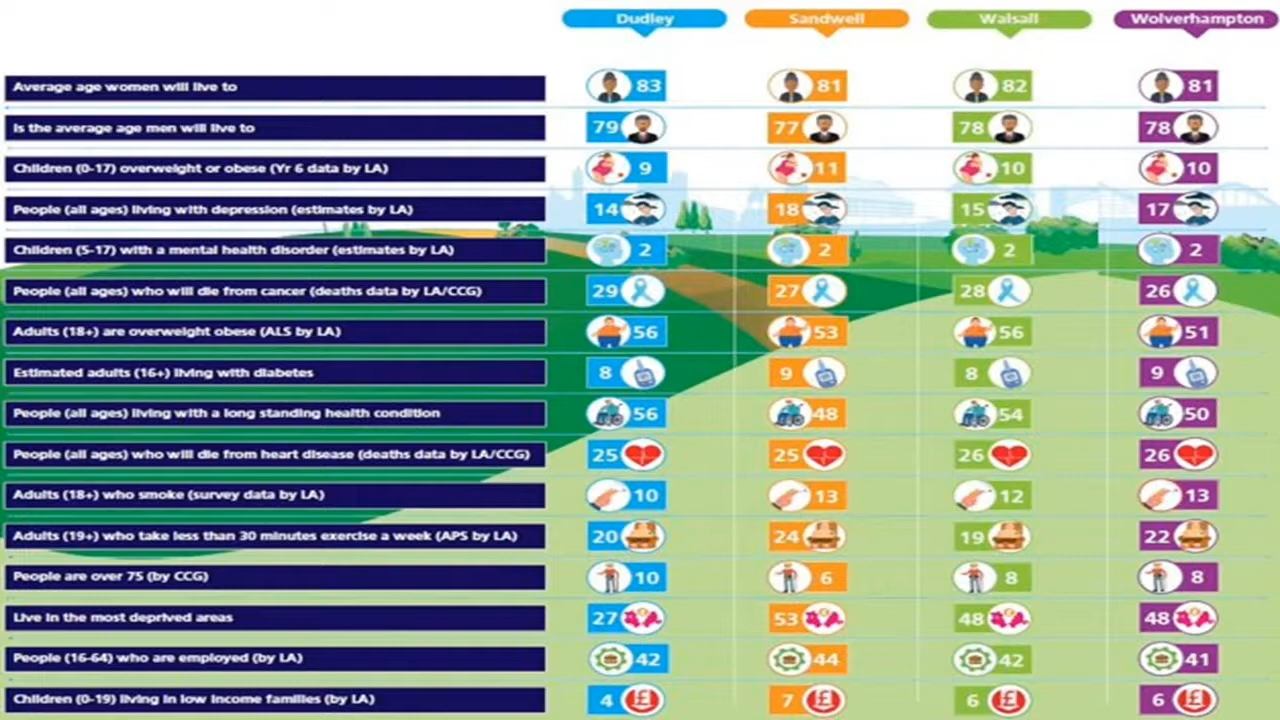 Dudley Sandwell Walsall Wolverhampton
Average age women will live to 83 81 82 81
Is the average age men will live to 79 77 78 78
Children (0-17) overweight or obese (Yr 6 data by LA) 9 11 10 10
People (all ages) living with depression (estimates by LA) 14 18 15 17
Children (5-17) with a mental health disorder (estimates by LA) 2 2 2 2
People (all ages) who will die from cancer (deaths data by LA/CCG) 29 27 28 26
Adults (18+) are overweight obese (ALS by LA) 56 53 56 51
Estimated adults (16+) living with diabetes 8 9 8 9
People (all ages) living with a long standing health condition 56 48 54 50
People (all ages) who will die from heart disease (deaths data by LA/CCG) 25 25 26 26
Adults (18+) who smoke (survey data by LA) 10 13 12 13
Adults (19+) who take less than 30 minutes exercise a week (APS by LA) 20 24 19 22
People are over 75 (by CCG) 10 6 8 8
Live in the most deprived areas 27 53 48 48
People (16-64) who are employed (by LA) 42 44 42 41
Children (0-19) living in low income families (by LA) 4 £ 7 £ 6 £ 6 £